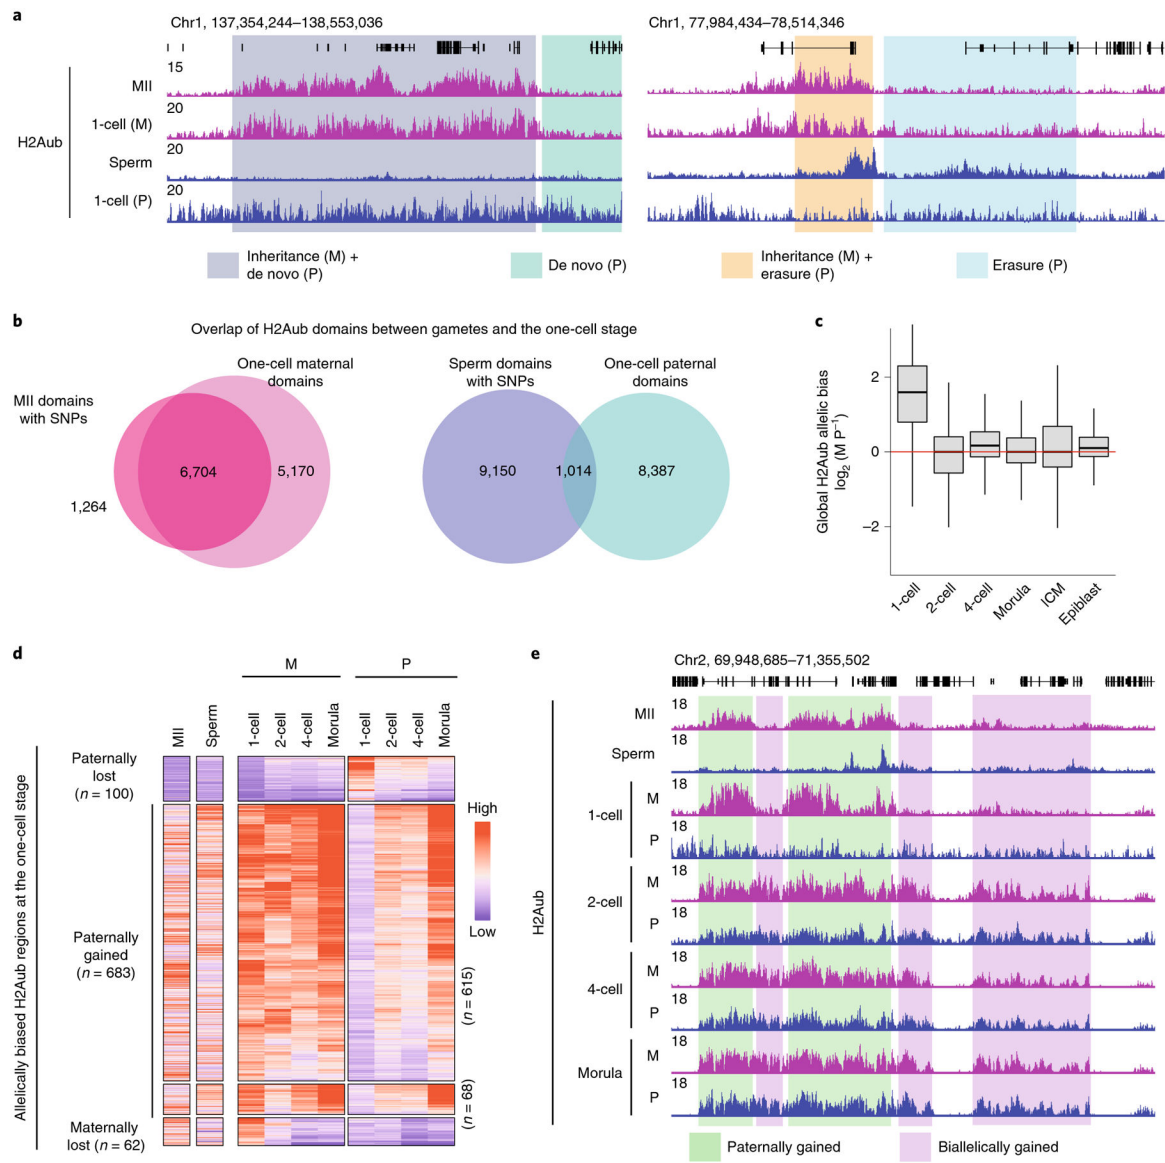 a
Chr1, 137,354,244–138,553,036
Chr1, 77,984,434–78,514,346
H2Aub
MII
15
1-cell (M)
20
Sperm
20
1-cell (P)
20
Inheritance (M) +
de novo (P)
De novo (P)
Inheritance (M) +
erasure (P)
Erasure (P)
b
Overlap of H2Aub domains between gametes and the one-cell stage
MII domains
with SNPs
One-cell maternal
domains
6,704
5,170
1,264
Sperm domains
with SNPs
One-cell paternal
domains
9,150
1,014
8,387
c
Global H2Aub allelic bias
log2 (M P−1)
2
0
−2
1-cell
2-cell
4-cell
Morula
ICM
Epiblast
d
M
P
MII
Sperm
1-cell
2-cell
4-cell
Morula
1-cell
2-cell
4-cell
Morula
Allelically biased H2Aub regions at the one-cell stage
Paternally
lost
(n = 100)
Paternally
gained
(n = 683)
Maternally
lost (n = 62)
High
Low
(n = 615)
(n = 68)
e
Chr2, 69,948,685–71,355,502
H2Aub
MII
18
Sperm
18
1-cell
M
18
P
18
2-cell
M
18
P
18
4-cell
M
18
P
18
Morula
M
18
P
18
Paternally gained
Biallelically gained